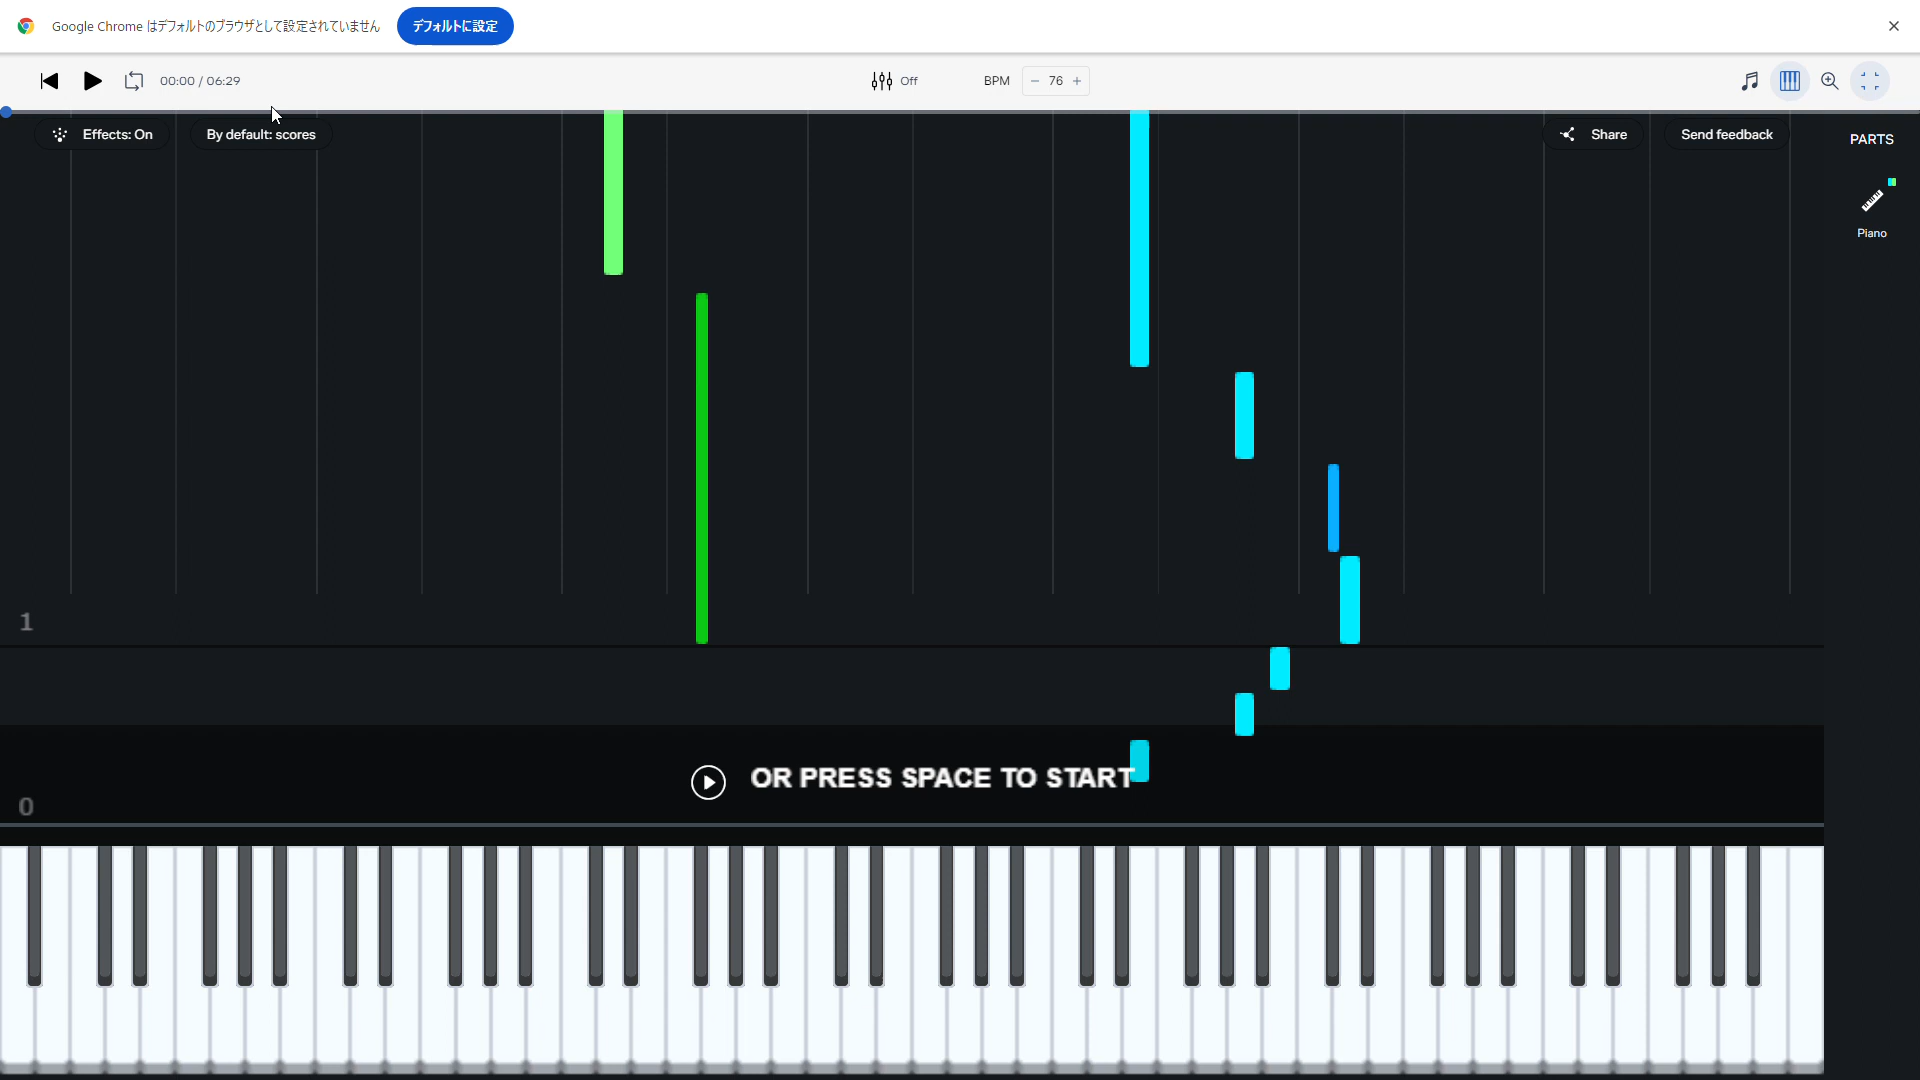 Google Chrome はデフォルトのブラウザとして設定されていません
デフォルトに設定
00:00 / 06:29
Off
BPM
− 76 +
Effects: On
By default: scores
Share
Send feedback
PARTS
Piano
1
OR PRESS SPACE TO START
0